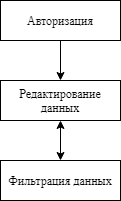 Авторизация
Редактирование
данных
Фильтрация данных